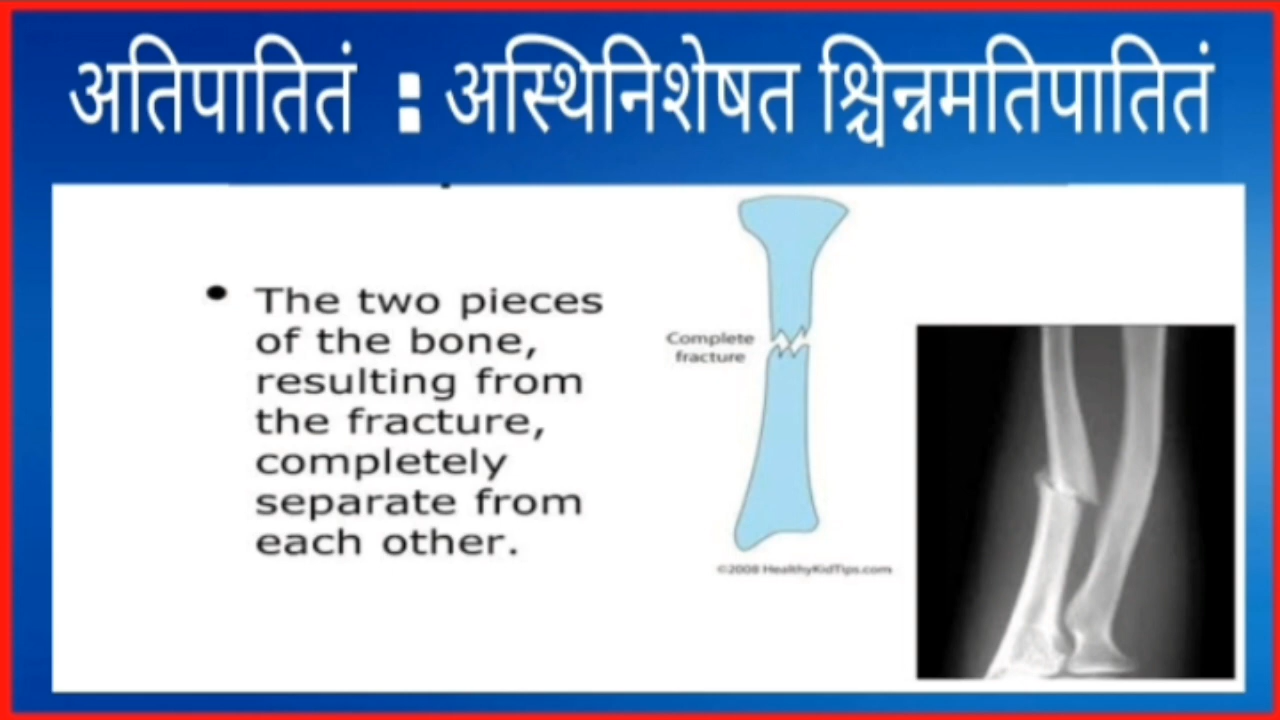 अतिपातितं : अस्थिनिशेषत श्चिन्नमतिपातितं
• The two pieces
of the bone,
resulting from
the fracture,
completely
separate from
each other.
Complete
fracture
©2008 HealthyKidTips.com